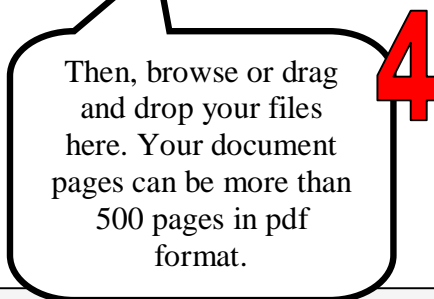 4
Then, browse or drag
and drop your files
here. Your document
pages can be more than
500 pages in pdf
format.